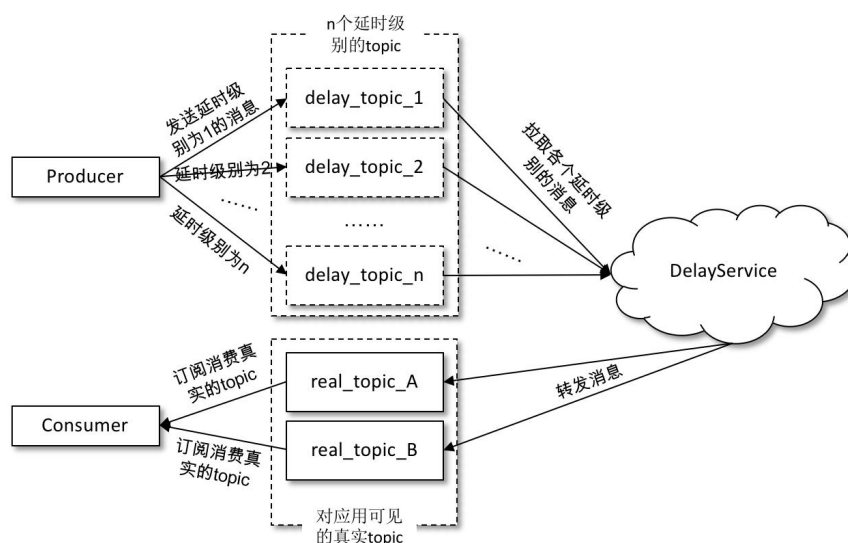 n个延时级
别的topic
发送延时级
别为1的消息
delay_topic_1
拉取各个延时级
别的消息
Producer
延时级别为2
delay_topic_2
……
……
延时级别为n
delay_topic_n
……
DelayService
订阅消费真
实的topic
real_topic_A
转发消息
Consumer
订阅消费真
实的topic
real_topic_B
对应用可见
的真实topic